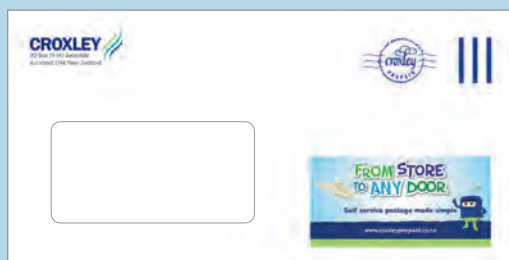 CROXLEY
PO Box 19 141 Avondale
Auckland 1746 New Zealand
croxley
PREPAID
FROM STORE
TO ANY DOOR
Self service postage made simple
www.croxleyprepaid.co.nz